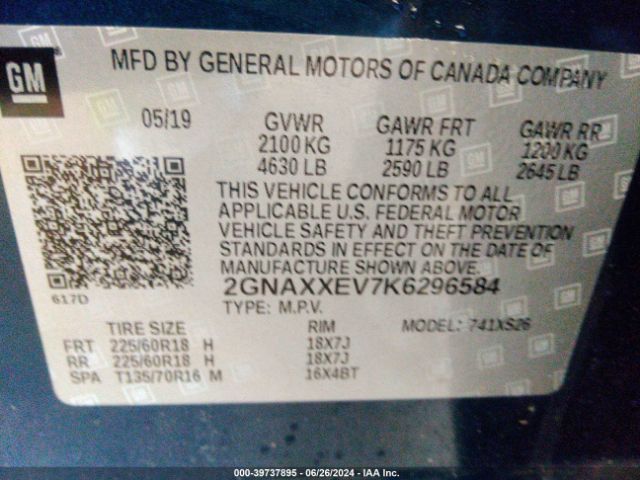 GM
MFD BY GENERAL MOTORS OF CANADA COMPANY
05/19 GVWR GAWR FRT GAWR RR
2100 KG 1175 KG 1200 KG
4630 LB 2590 LB 2645 LB
THIS VEHICLE CONFORMS TO ALL
APPLICABLE U.S. FEDERAL MOTOR
VEHICLE SAFETY AND THEFT PREVENTION
STANDARDS IN EFFECT ON THE DATE OF
MANUFACTURE SHOWN ABOVE.
617D 2GNAXXEV7K6296584
TYPE: M.P.V. MODEL: 741XS26
TIRE SIZE RIM
FRT 225/60R18 H 18X7J
RR 225/60R18 H 18X7J
SPA T135/70R16 M 16X4BT
000-39737895 - 06/26/2024 - IAA Inc.